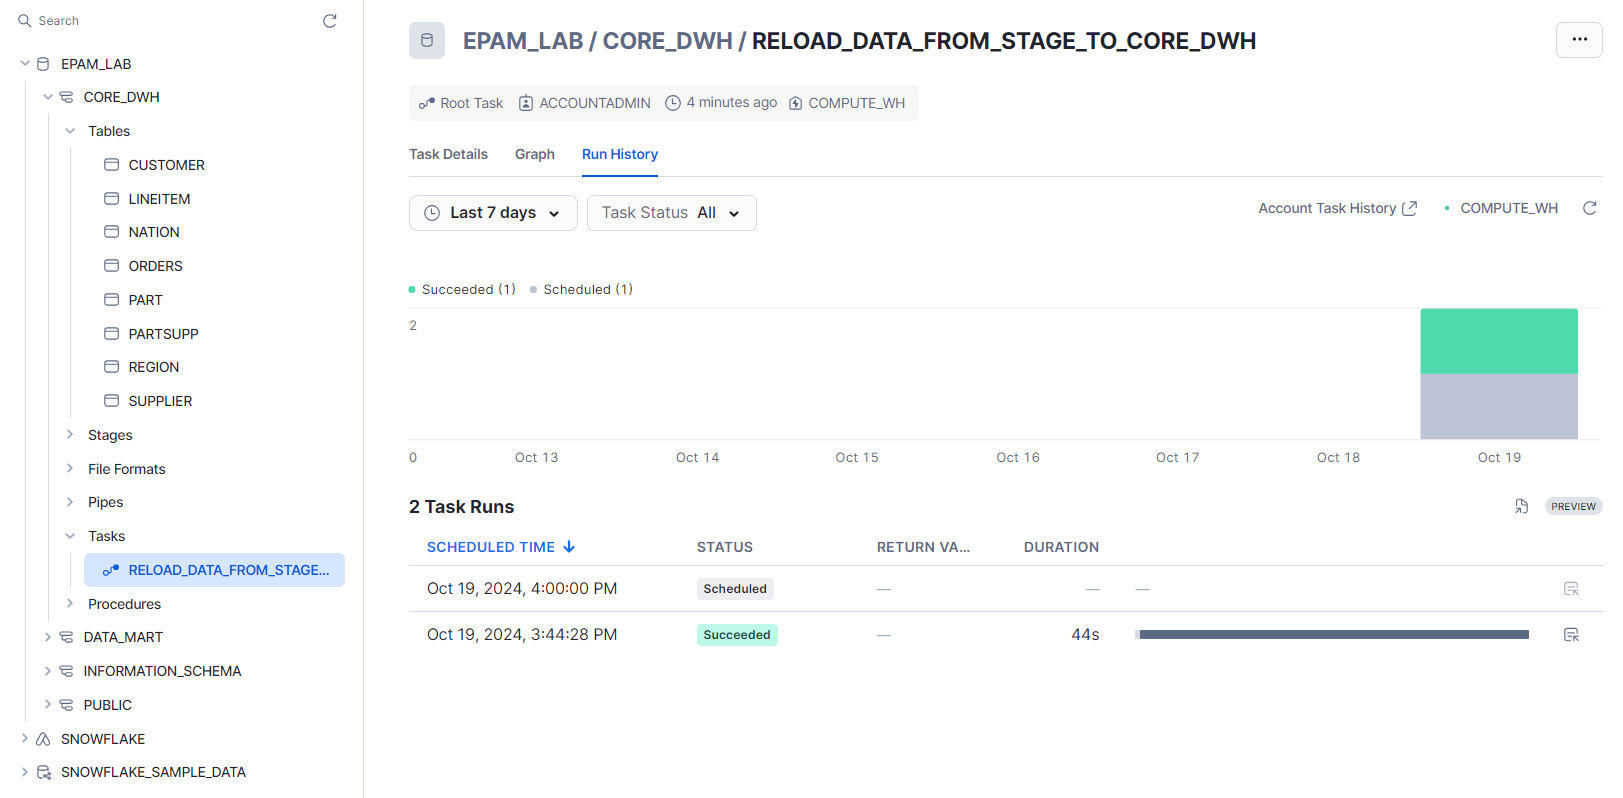 Search
EPAM_LAB
CORE_DWH
Tables
CUSTOMER
LINEITEM
NATION
ORDERS
PART
PARTSUPP
REGION
SUPPLIER
Stages
File Formats
Pipes
Tasks
RELOAD_DATA_FROM_STAGE...
Procedures
DATA_MART
INFORMATION_SCHEMA
PUBLIC
SNOWFLAKE
SNOWFLAKE_SAMPLE_DATA
EPAM_LAB / CORE_DWH / RELOAD_DATA_FROM_STAGE_TO_CORE_DWH
Root Task ACCOUNTADMIN 4 minutes ago COMPUTE_WH
Task Details Graph Run History
Last 7 days Task Status All Account Task History COMPUTE_WH
Succeeded (1) Scheduled (1)
2
0 Oct 13 Oct 14 Oct 15 Oct 16 Oct 17 Oct 18 Oct 19
2 Task Runs PREVIEW
SCHEDULED TIME STATUS RETURN VA... DURATION
Oct 19, 2024, 4:00:00 PM Scheduled — — —
Oct 19, 2024, 3:44:28 PM Succeeded — 44s